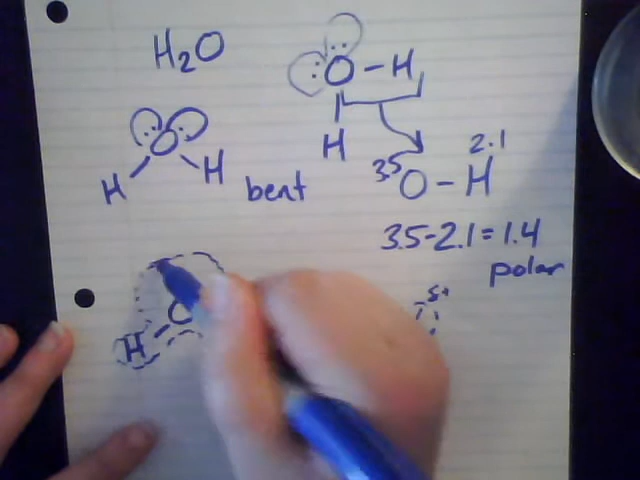 H2O
O - H
H
O
H H
bent
3.5 2.1
O - H
3.5-2.1=1.4
polar
δ+
O
H